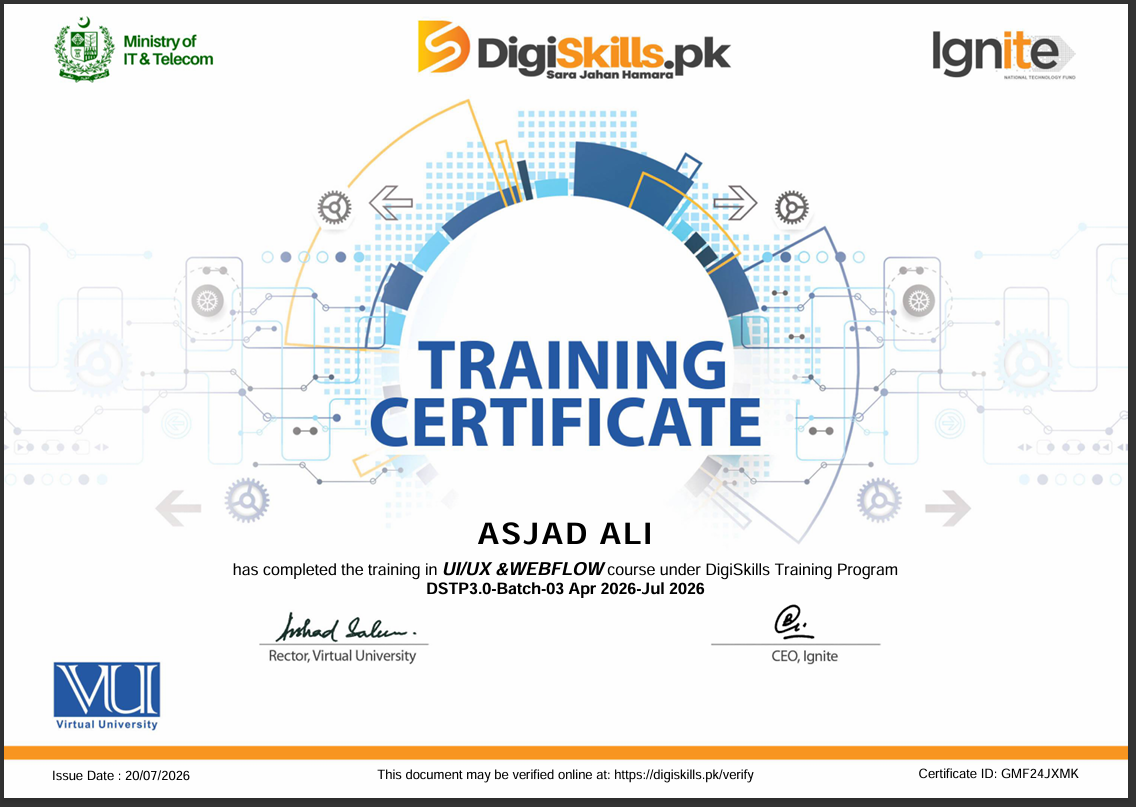 Ministry of
IT & Telecom
DigiSkills.pk
Sara Jahan Hamara
Ignite
NATIONAL TECHNOLOGY FUND
TRAINING
CERTIFICATE
ASJAD ALI
has completed the training in UI/UX &WEBFLOW course under DigiSkills Training Program
DSTP3.0-Batch-03 Apr 2026-Jul 2026
Rector, Virtual University
CEO, Ignite
VU
Virtual University
Issue Date : 20/07/2026
This document may be verified online at: https://digiskills.pk/verify
Certificate ID: GMF24JXMK